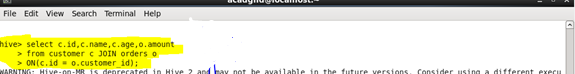 acadgild@localhost:~
File Edit View Search Terminal Help
hive> select c.id,c.name,c.age,o.amount
> from customer c JOIN orders o
> ON(c.id = o.customer_id);
WARNING: Hive-on-MR is deprecated in Hive 2 and may not be available in the future versions. Consider using a different execu